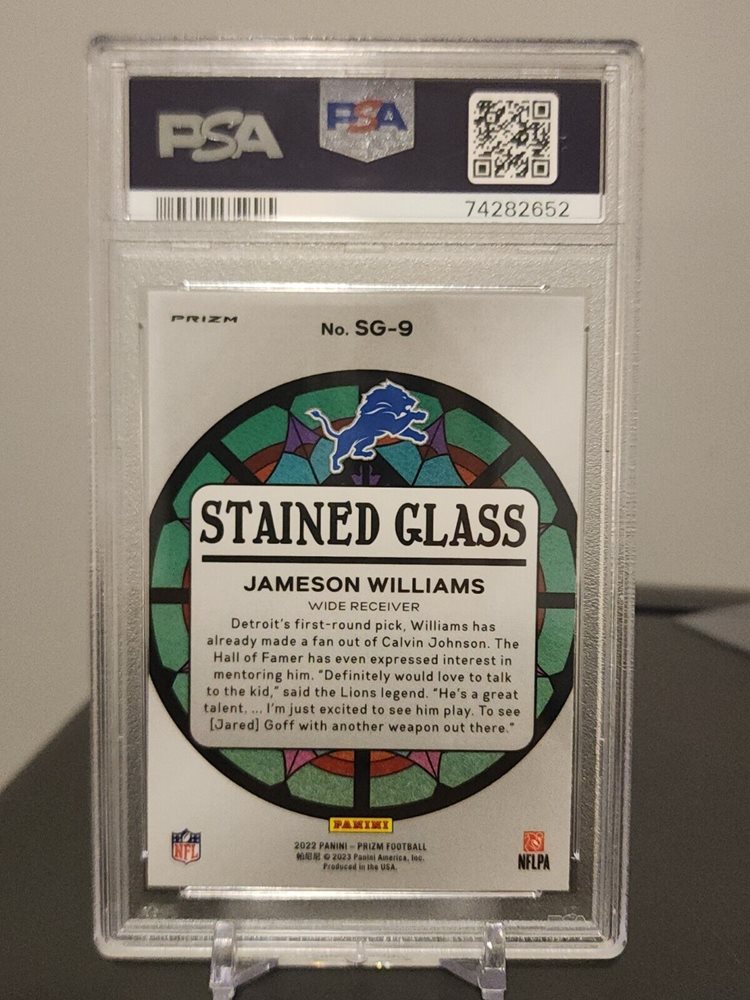 PSA PSA
74282652
PRIZM
No. SG-9
STAINED GLASS
JAMESON WILLIAMS
WIDE RECEIVER
Detroit's first-round pick, Williams has
already made a fan out of Calvin Johnson. The
Hall of Famer has even expressed interest in
mentoring him. "Definitely would love to talk
to the kid," said the Lions legend. "He's a great
talent. ... I'm just excited to see him play. To see
[Jared] Goff with another weapon out there."
PANINI
NFL
2022 PANINI – PRIZM FOOTBALL
帕尼尼 © 2023 Panini America, Inc.
Produced in the USA.
NFLPA
PSA